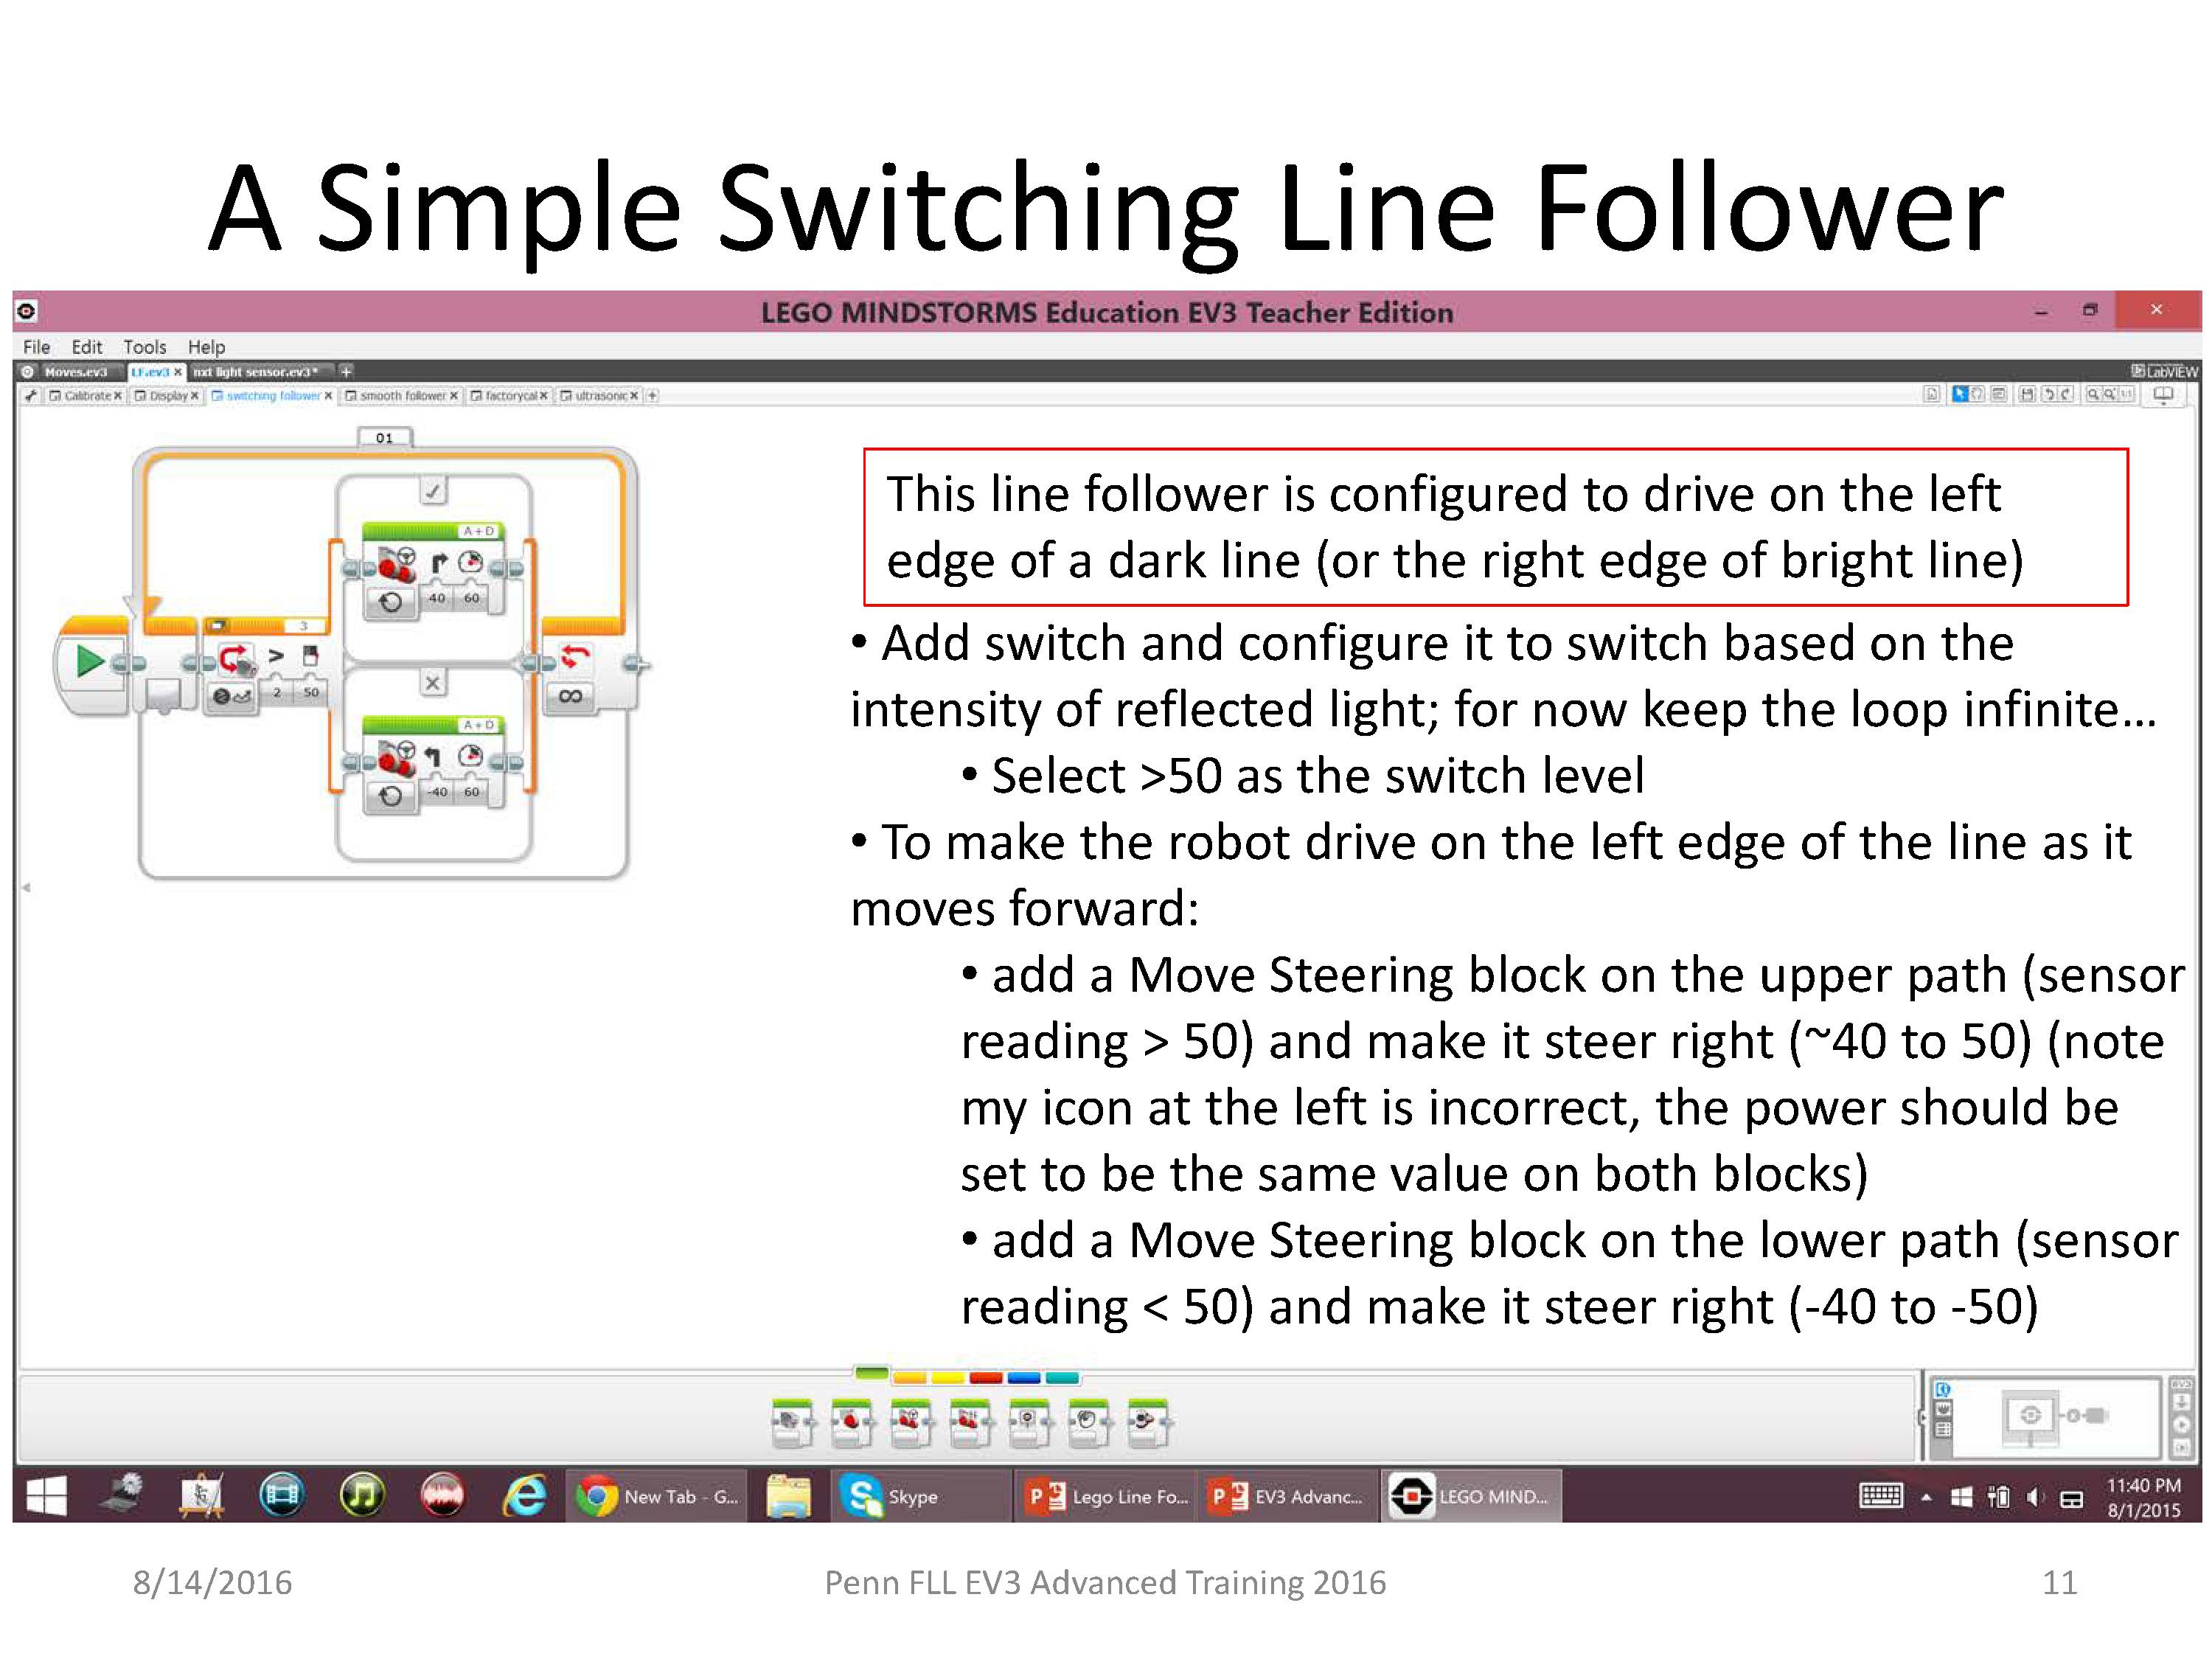 A Simple Switching Line Follower
LEGO MINDSTORMS Education EV3 Teacher Edition
File Edit Tools Help
Moves.ev3 LF.ev3 × nxt light sensor.ev3* +
LabVIEW
Calibrate × Display × switching follower × smooth follower × factorycal × ultrasonic × +
01
A+D
40 60
3
> 2 50
∞
A+D
-40 60
This line follower is configured to drive on the left
edge of a dark line (or the right edge of bright line)
• Add switch and configure it to switch based on the
intensity of reflected light; for now keep the loop infinite…
• Select >50 as the switch level
• To make the robot drive on the left edge of the line as it
moves forward:
• add a Move Steering block on the upper path (sensor
reading > 50) and make it steer right (~40 to 50) (note
my icon at the left is incorrect, the power should be
set to be the same value on both blocks)
• add a Move Steering block on the lower path (sensor
reading < 50) and make it steer right (-40 to -50)
EV3
New Tab - G... Skype Lego Line Fo... EV3 Advanc... LEGO MIND...
11:40 PM
8/1/2015
8/14/2016
Penn FLL EV3 Advanced Training 2016
11